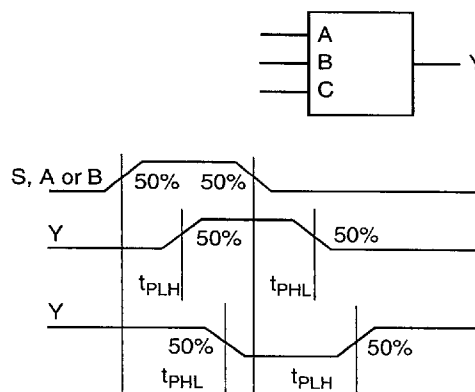 A
B Y
C
S, A or B 50% 50%
Y 50% 50%
tPLH tPHL
Y
50% 50%
tPHL tPLH